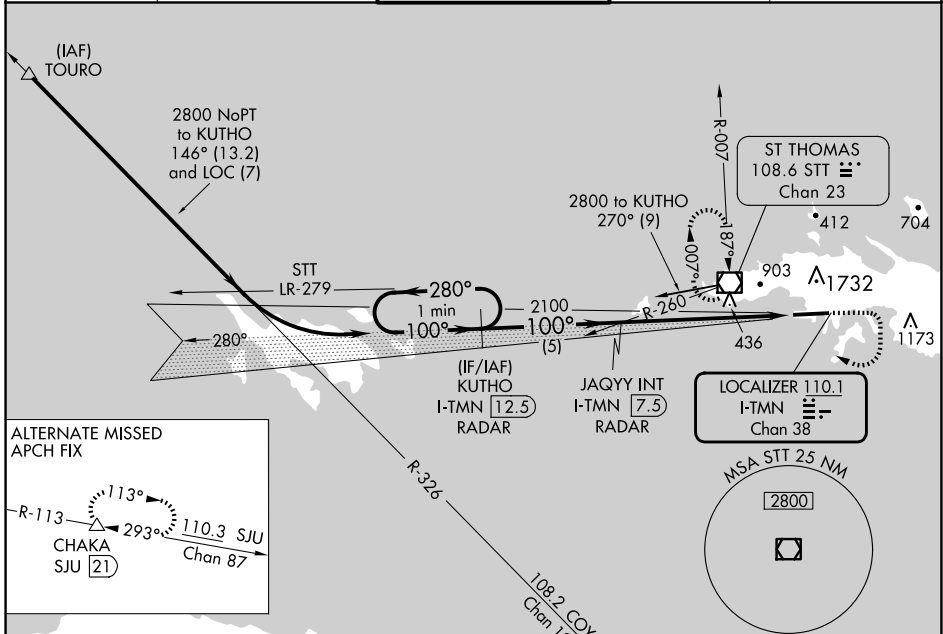 (IAF)
TOURO
2800 NoPT
to KUTHO
146° (13.2)
and LOC (7)
R-007
ST THOMAS
108.6 STT
Chan 23
2800 to KUTHO
270° (9)
187°
007°
412
704
903
1732
STT
LR-279
280°
1 min
100°
2100
100°
(5)
R-260
436
1173
280°
(IF/IAF)
KUTHO
I-TMN 12.5
RADAR
JAQYY INT
I-TMN 7.5
RADAR
LOCALIZER 110.1
I-TMN
Chan 38
ALTERNATE MISSED
APCH FIX
R-113
113°
293°
110.3 SJU
Chan 87
CHAKA
SJU 21
R-326
MSA STT 25 NM
2800
108.2 COY
Chan